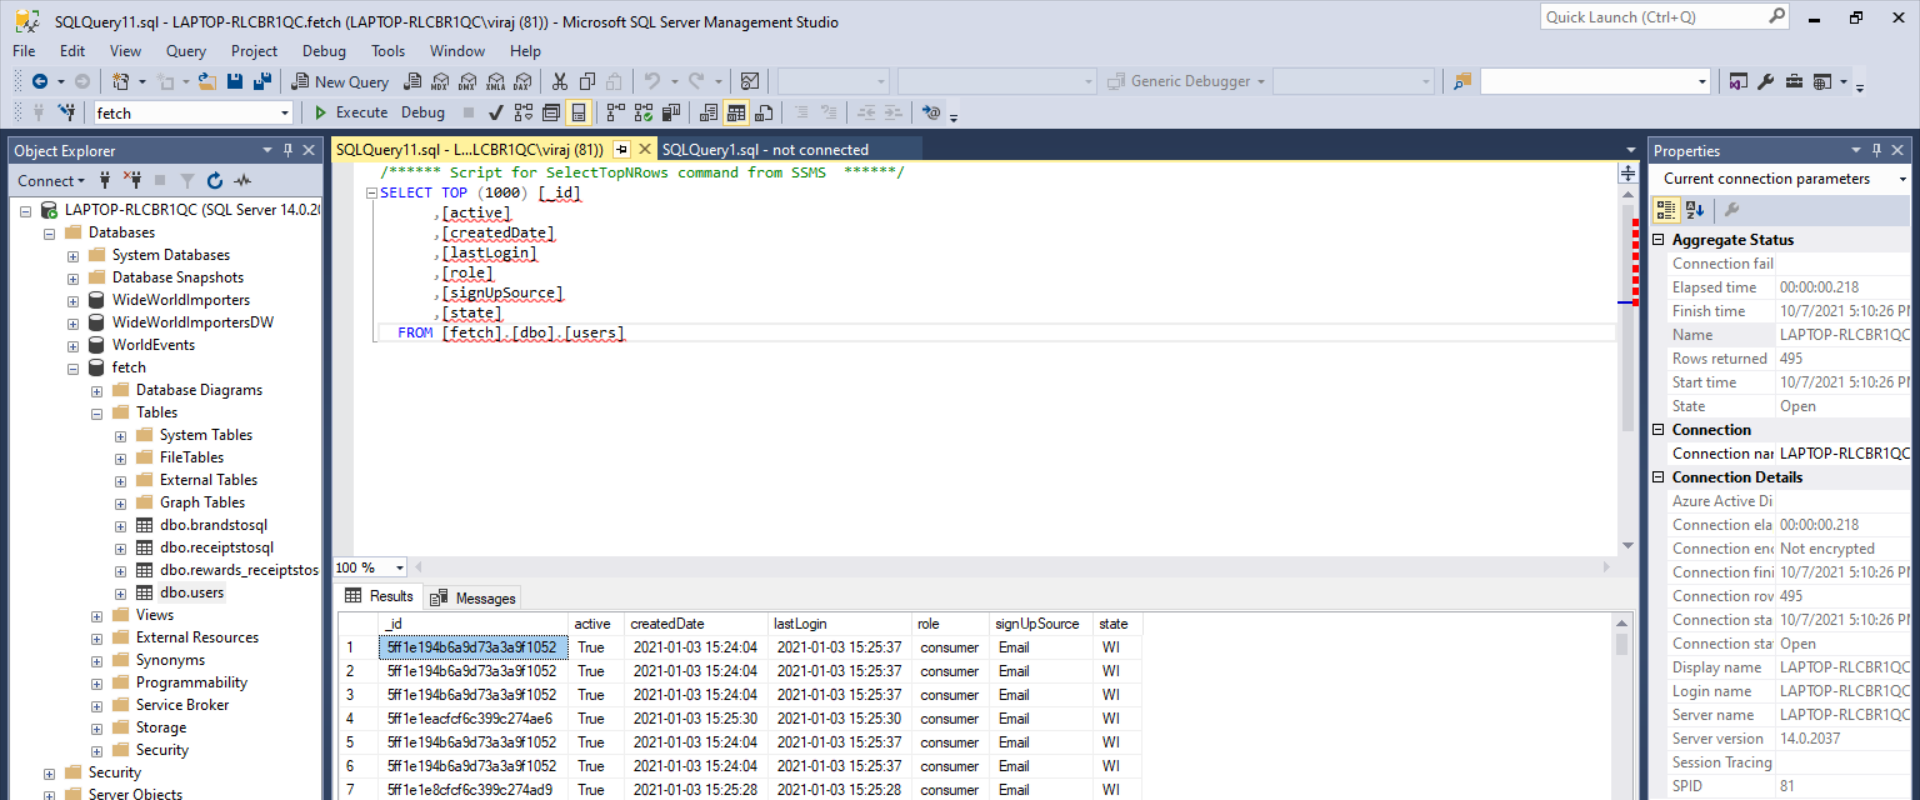 SQLQuery11.sql - LAPTOP-RLCBR1QC.fetch (LAPTOP-RLCBR1QC\viraj (81)) - Microsoft SQL Server Management Studio
Quick Launch (Ctrl+Q)
File Edit View Query Project Debug Tools Window Help
New Query MDX DMX XMLA DAX Generic Debugger
fetch Execute Debug
Object Explorer
Connect
LAPTOP-RLCBR1QC (SQL Server 14.0.20
Databases
System Databases
Database Snapshots
WideWorldImporters
WideWorldImportersDW
WorldEvents
fetch
Database Diagrams
Tables
System Tables
FileTables
External Tables
Graph Tables
dbo.brandstosql
dbo.receiptstosql
dbo.rewards_receiptstos
dbo.users
Views
External Resources
Synonyms
Programmability
Service Broker
Storage
Security
Security
Server Objects
SQLQuery11.sql - L...LCBR1QC\viraj (81)) SQLQuery1.sql - not connected
/****** Script for SelectTopNRows command from SSMS  ******/
SELECT TOP (1000) [_id]
,[active]
,[createdDate]
,[lastLogin]
,[role]
,[signUpSource]
,[state]
FROM [fetch].[dbo].[users]
100 %
Results Messages
_id active createdDate lastLogin role signUpSource state
1 5ff1e194b6a9d73a3a9f1052 True 2021-01-03 15:24:04 2021-01-03 15:25:37 consumer Email WI
2 5ff1e194b6a9d73a3a9f1052 True 2021-01-03 15:24:04 2021-01-03 15:25:37 consumer Email WI
3 5ff1e194b6a9d73a3a9f1052 True 2021-01-03 15:24:04 2021-01-03 15:25:37 consumer Email WI
4 5ff1e1eacfcf6c399c274ae6 True 2021-01-03 15:25:30 2021-01-03 15:25:30 consumer Email WI
5 5ff1e194b6a9d73a3a9f1052 True 2021-01-03 15:24:04 2021-01-03 15:25:37 consumer Email WI
6 5ff1e194b6a9d73a3a9f1052 True 2021-01-03 15:24:04 2021-01-03 15:25:37 consumer Email WI
7 5ff1e1e8cfcf6c399c274ad9 True 2021-01-03 15:25:28 2021-01-03 15:25:28 consumer Email WI
Properties
Current connection parameters
Aggregate Status
Connection fail
Elapsed time 00:00:00.218
Finish time 10/7/2021 5:10:26 PM
Name LAPTOP-RLCBR1QC
Rows returned 495
Start time 10/7/2021 5:10:26 PM
State Open
Connection
Connection nar LAPTOP-RLCBR1QC
Connection Details
Azure Active Di
Connection ela 00:00:00.218
Connection enc Not encrypted
Connection fini 10/7/2021 5:10:26 PM
Connection rov 495
Connection sta 10/7/2021 5:10:26 PM
Connection sta Open
Display name LAPTOP-RLCBR1QC
Login name LAPTOP-RLCBR1QC
Server name LAPTOP-RLCBR1QC
Server version 14.0.2037
Session Tracing
SPID 81